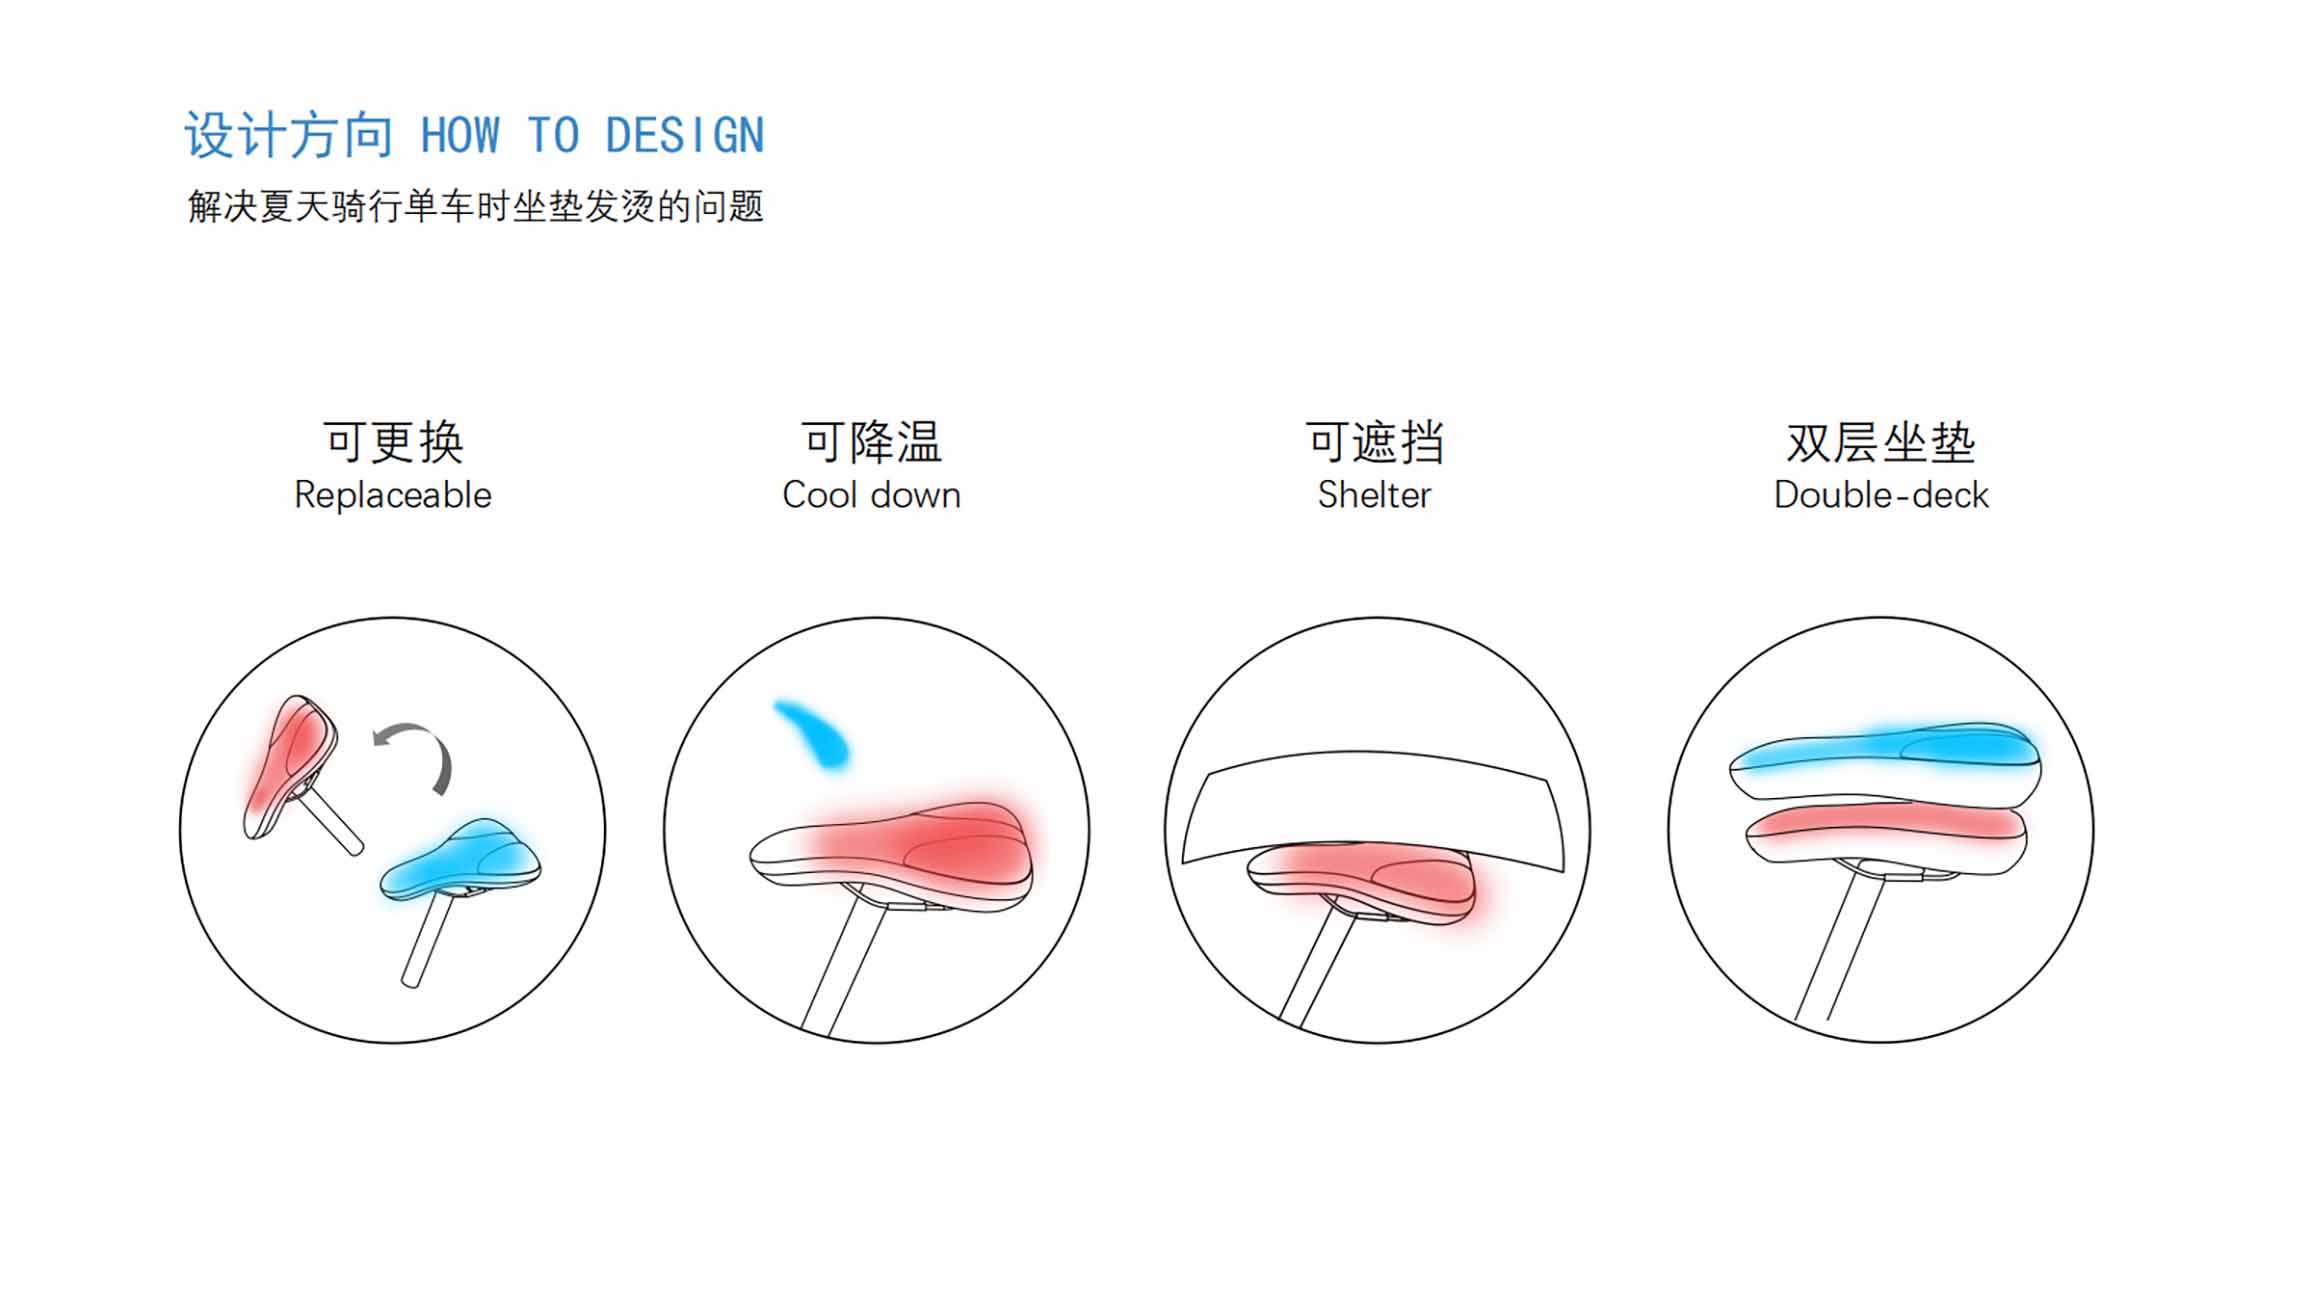 设计方向 HOW TO DESIGN
解决夏天骑行单车时坐垫发烫的问题
可更换
Replaceable
可降温
Cool down
可遮挡
Shelter
双层坐垫
Double-deck